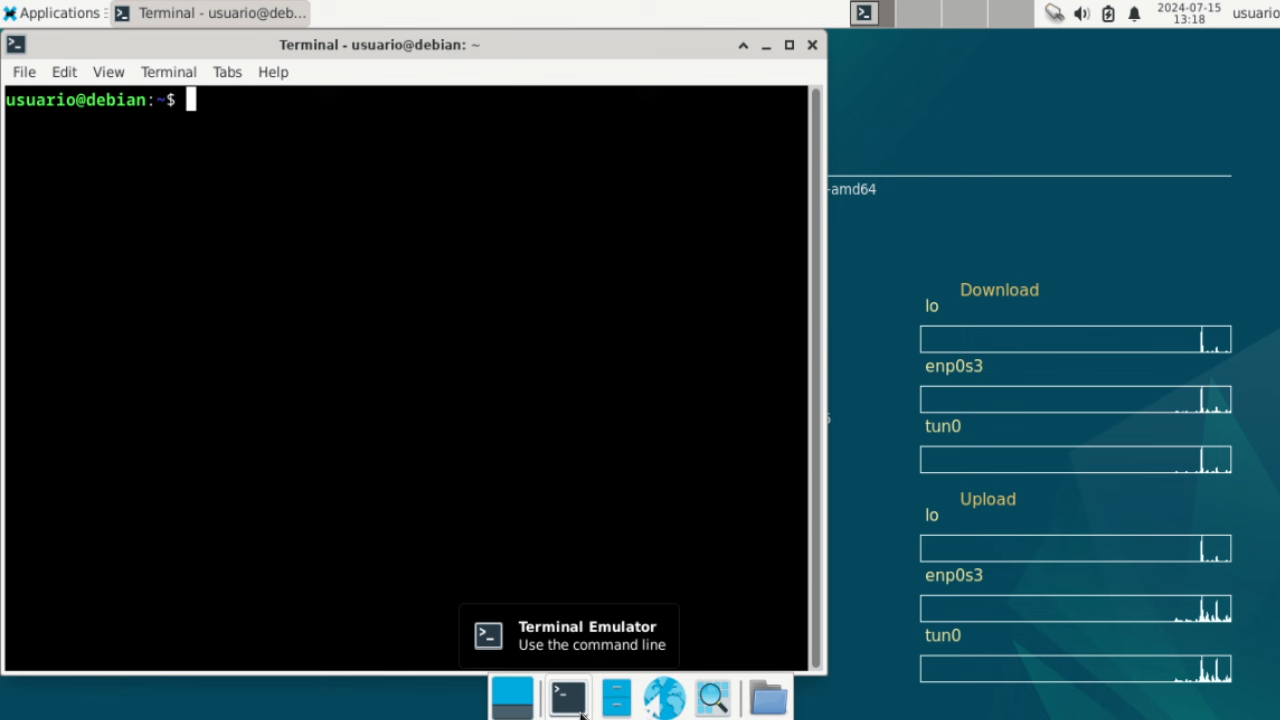 Applications
Terminal - usuario@deb...
2024-07-15
13:18
usuario
Terminal - usuario@debian: ~
File Edit View Terminal Tabs Help
usuario@debian:~$
-amd64
Download
lo
enp0s3
tun0
Upload
lo
enp0s3
tun0
Terminal Emulator
Use the command line